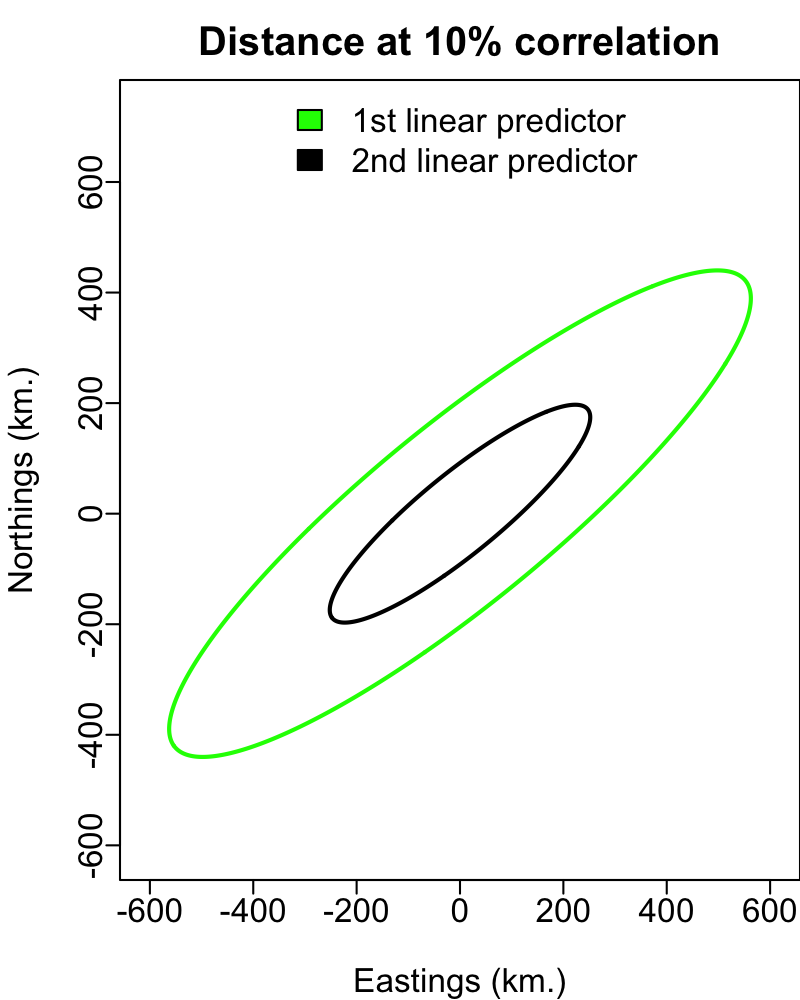 Distance at 10% correlation
1st linear predictor
2nd linear predictor
Northings (km.)
600
400
200
0
-200
-400
-600
-600 -400 -200 0 200 400 600
Eastings (km.)